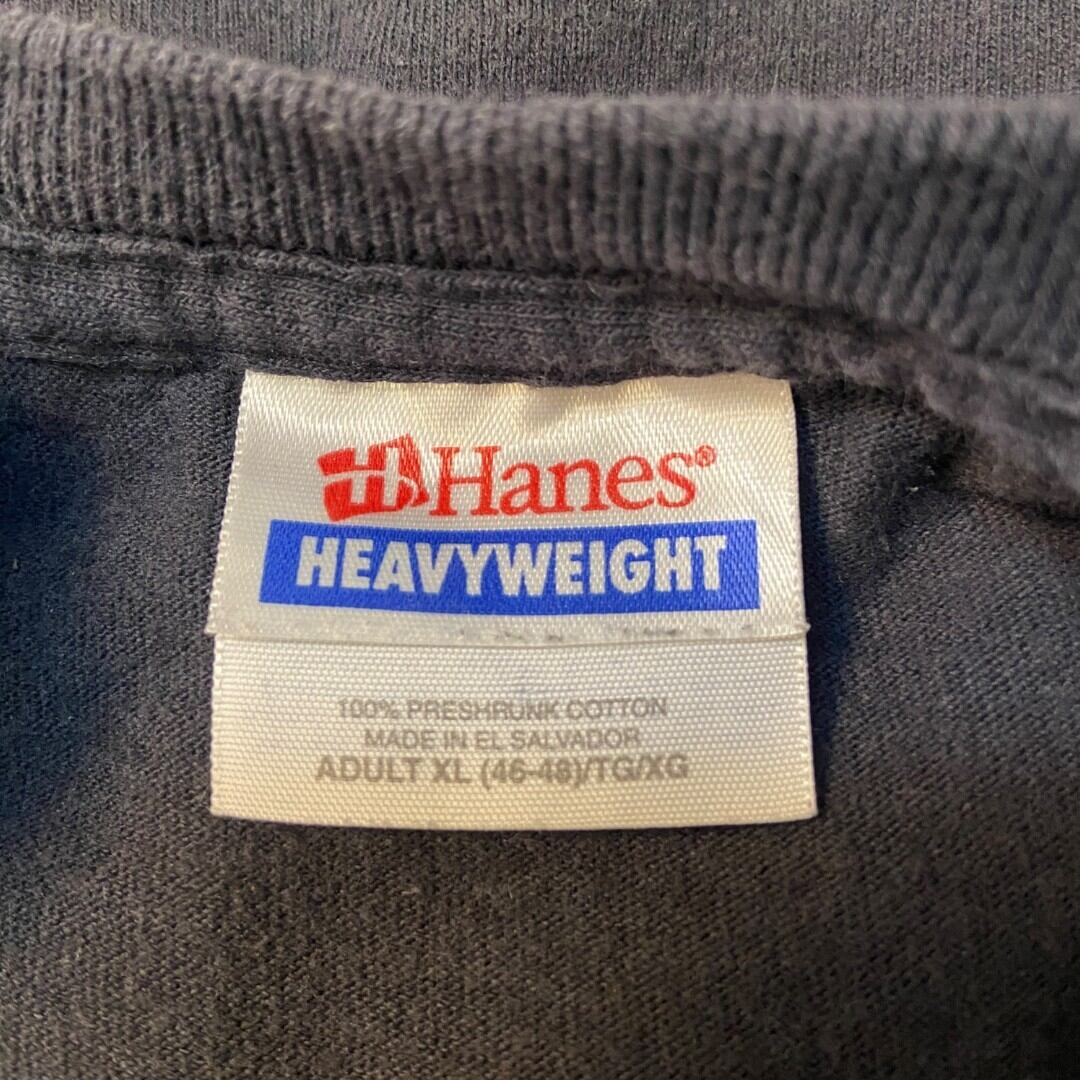 Hanes®
HEAVYWEIGHT
100% PRESHRUNK COTTON
MADE IN EL SALVADOR
ADULT XL (46-48)/TG/XG